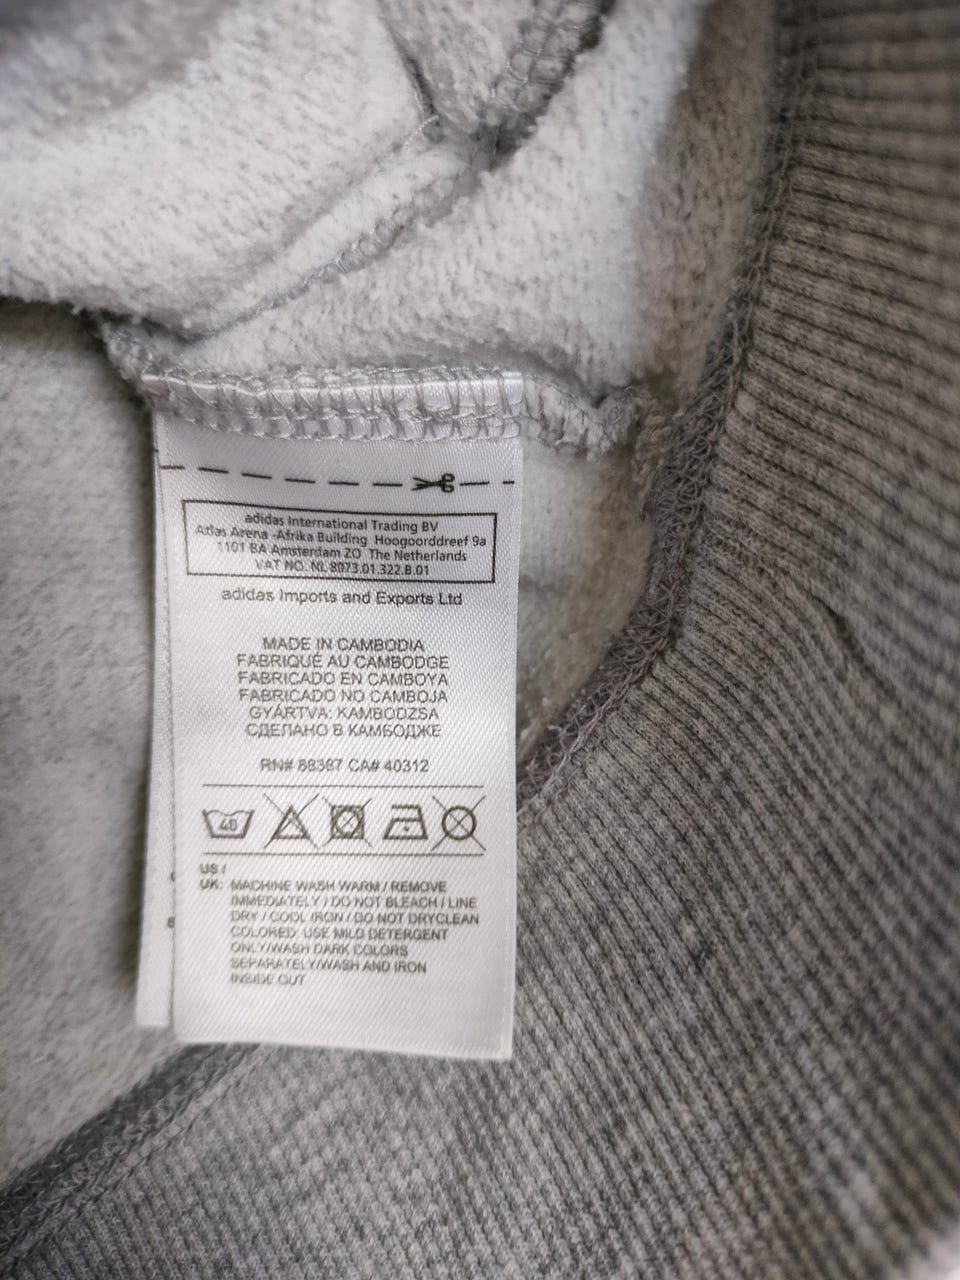 adidas International Trading BV
Atlas Arena -Afrika Building Hoogoorddreef 9a
1101 BA Amsterdam ZO The Netherlands
VAT NO. NL 8073.01.322.B.01
adidas Imports and Exports Ltd
MADE IN CAMBODIA
FABRIQUÉ AU CAMBODGE
FABRICADO EN CAMBOYA
FABRICADO NO CAMBOJA
GYÁRTVA: KAMBODZSA
СДЕЛАНО В КАМБОДЖЕ
RN# 88387 CA# 40312
40
US /
UK: MACHINE WASH WARM / REMOVE
IMMEDIATELY / DO NOT BLEACH / LINE
DRY / COOL IRON / DO NOT DRYCLEAN
COLORED: USE MILD DETERGENT
ONLY/WASH DARK COLORS
SEPARATELY/WASH AND IRON
INSIDE OUT